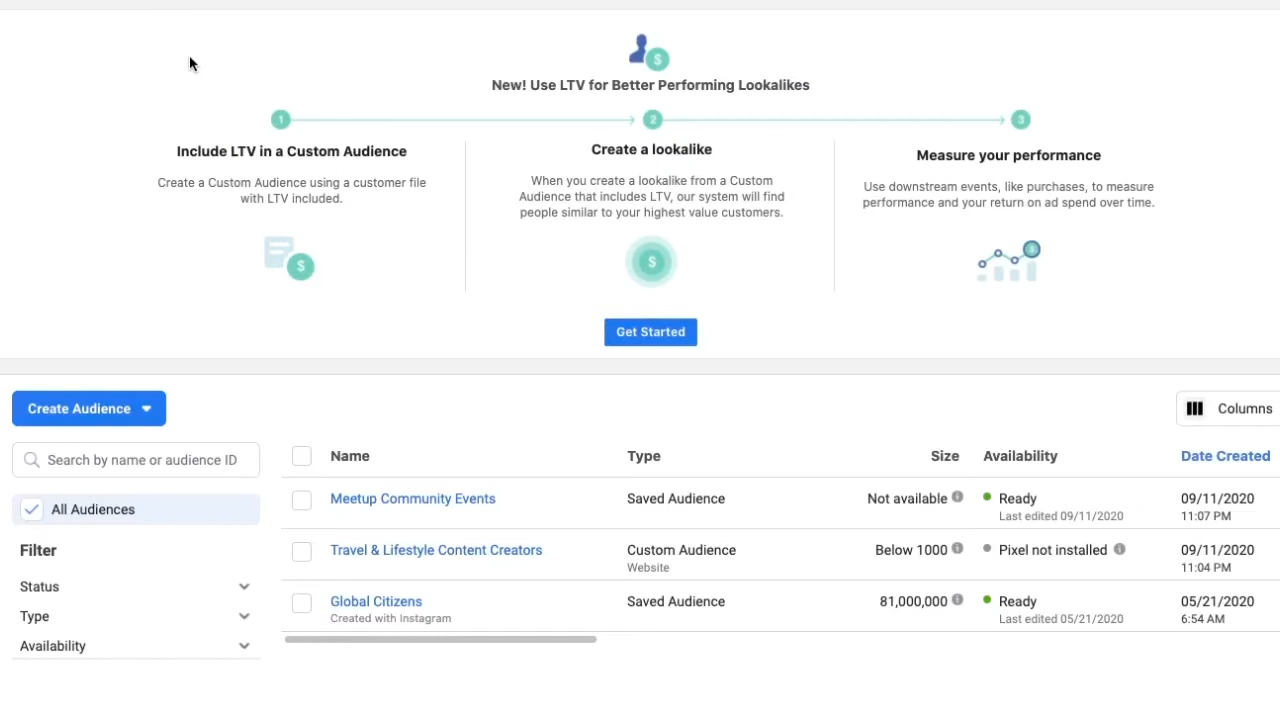 New! Use LTV for Better Performing Lookalikes
1
2
3
Include LTV in a Custom Audience
Create a Custom Audience using a customer file
with LTV included.
$
Create a lookalike
When you create a lookalike from a Custom
Audience that includes LTV, our system will find
people similar to your highest value customers.
$
Measure your performance
Use downstream events, like purchases, to measure
performance and your return on ad spend over time.
Get Started
Create Audience
Columns
Search by name or audience ID
All Audiences
Filter
Status
Type
Availability
Name Type Size Availability Date Created
Meetup Community Events Saved Audience Not available Ready 09/11/2020
Last edited 09/11/2020 11:07 PM
Travel & Lifestyle Content Creators Custom Audience Below 1000 Pixel not installed 09/11/2020
Website 11:04 PM
Global Citizens Saved Audience 81,000,000 Ready 05/21/2020
Created with Instagram Last edited 05/21/2020 6:54 AM